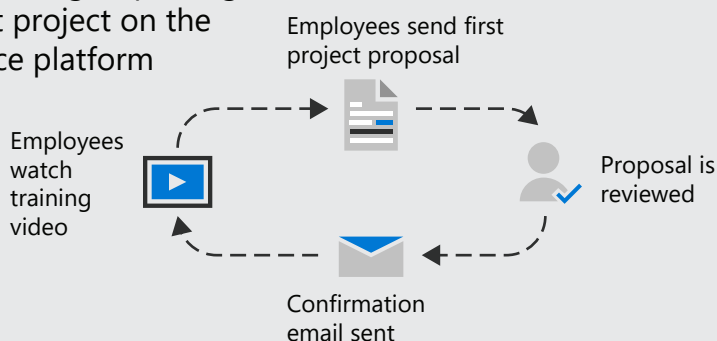 t project on the
ce platform
Employees send first
project proposal
Employees
watch
training
video
Proposal is
reviewed
Confirmation
email sent